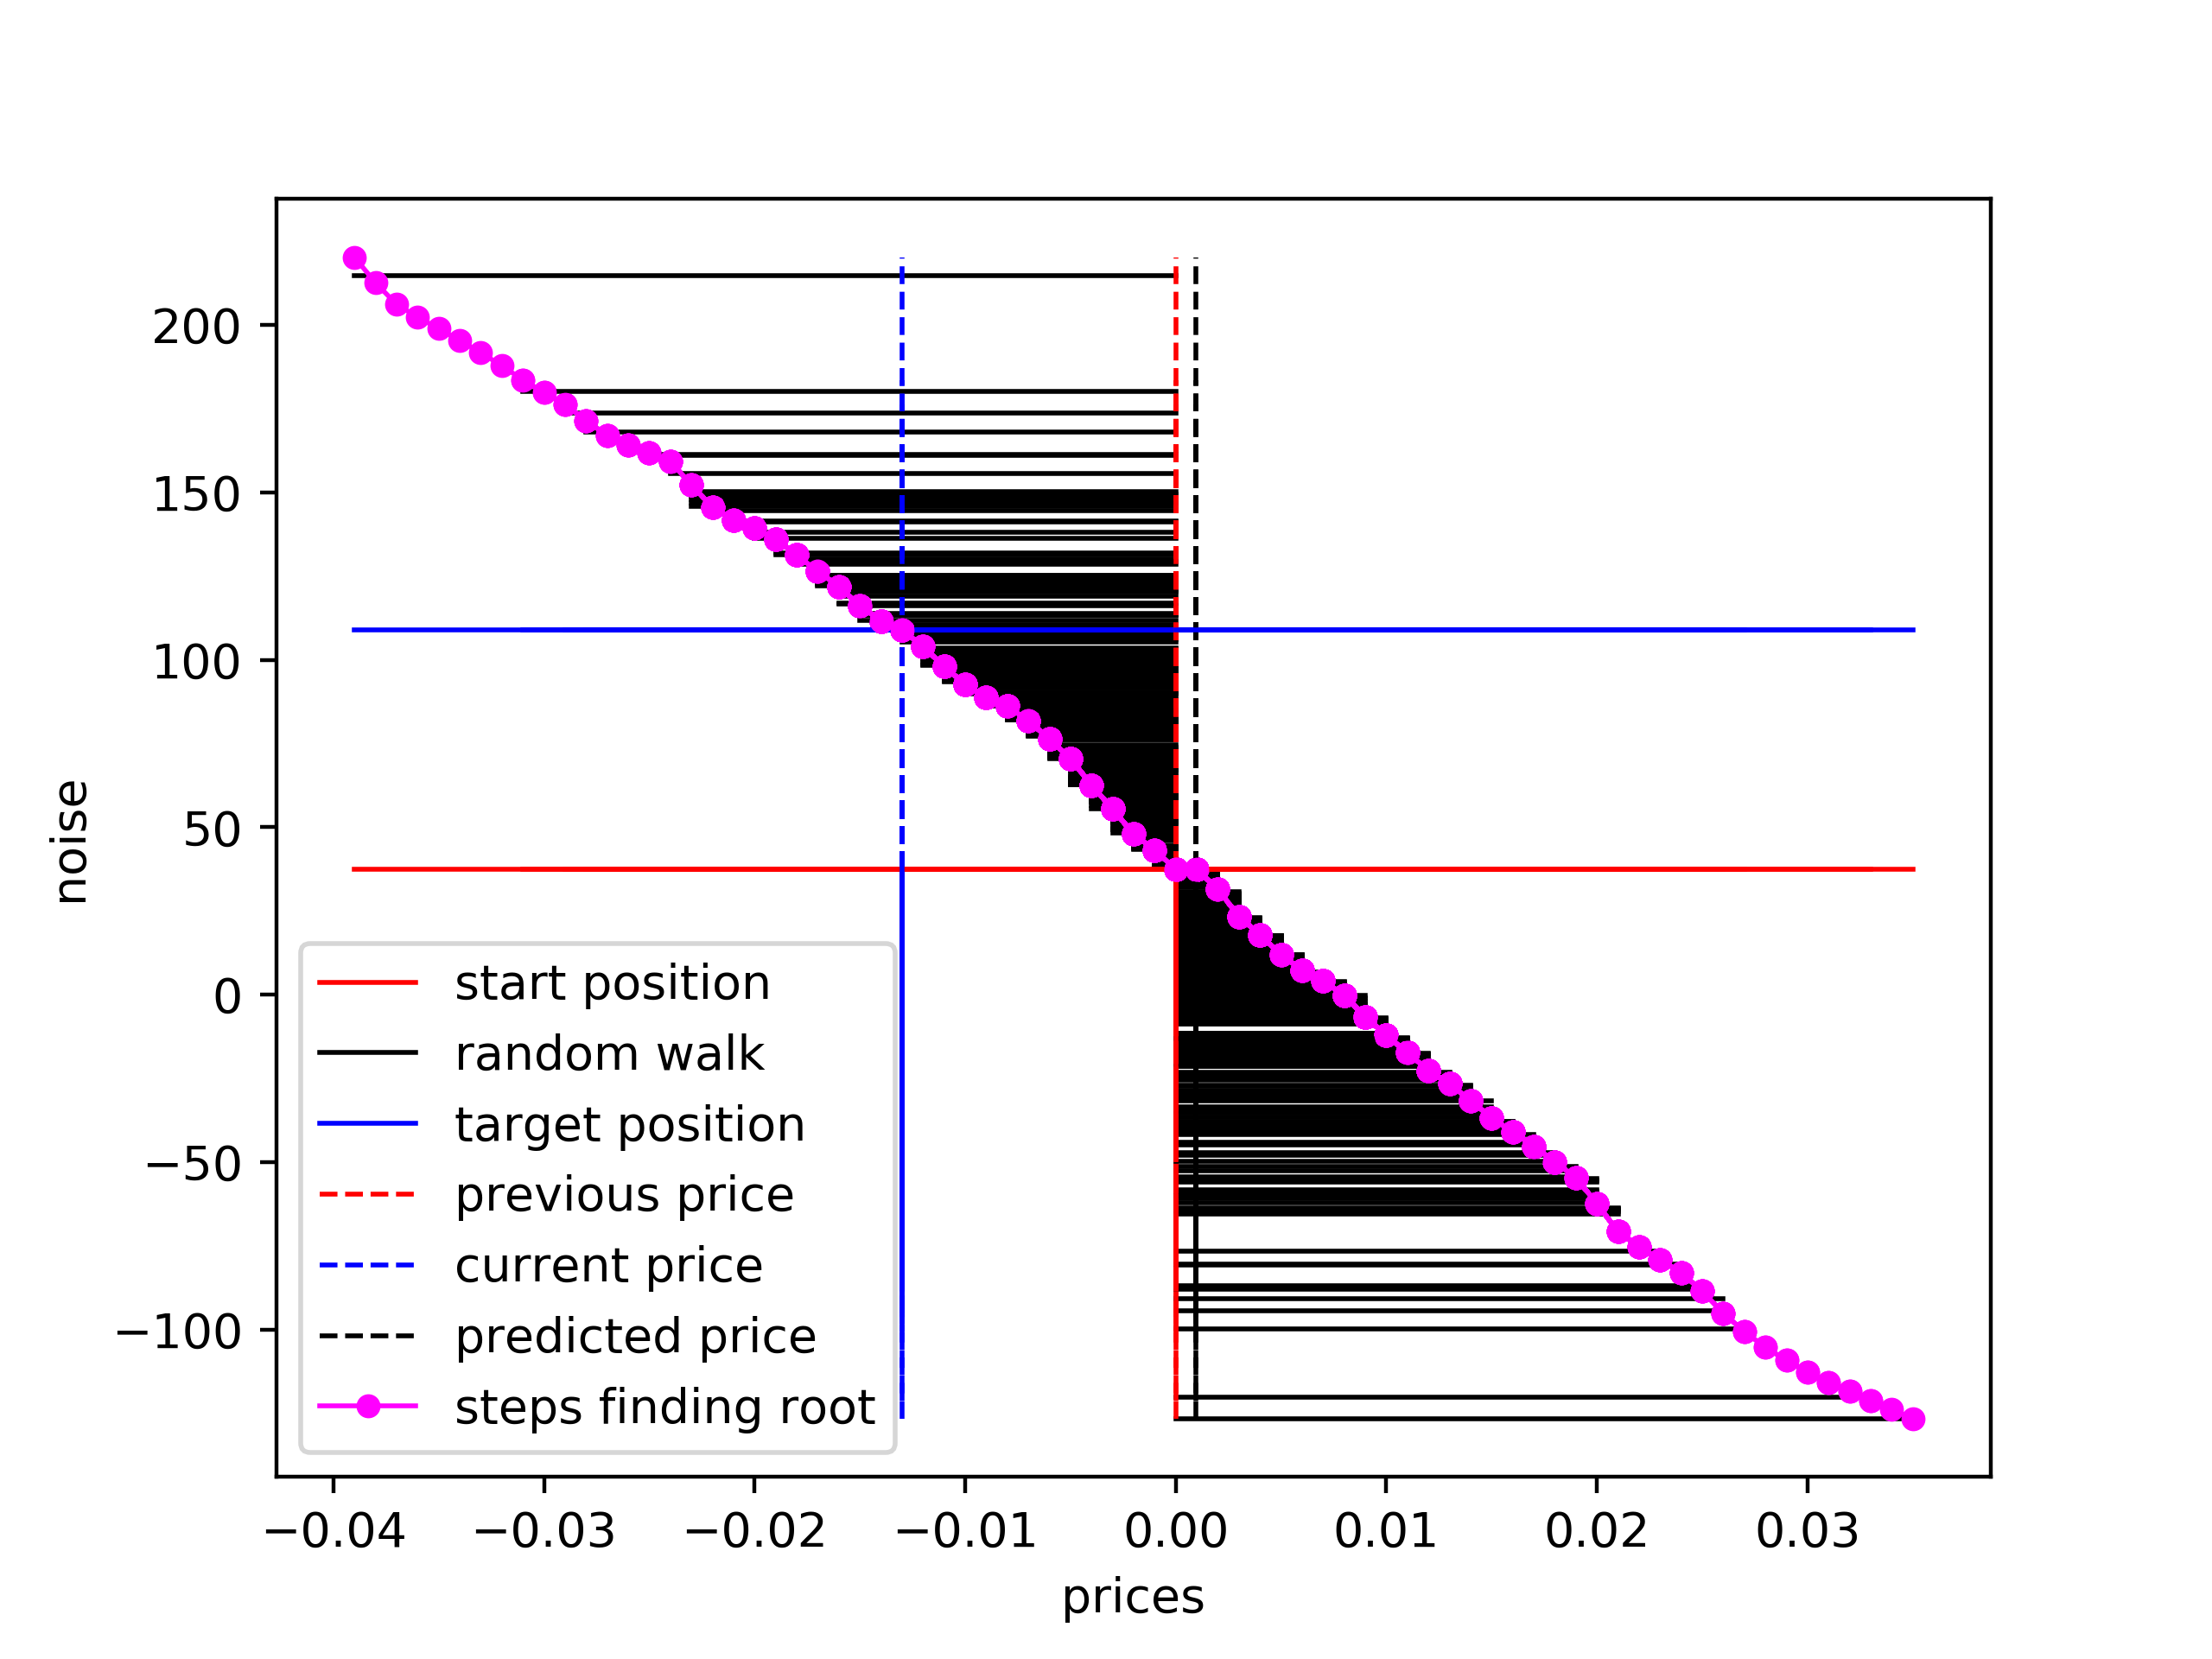 200
150
100
50
0
−50
−100
noise
start position
random walk
target position
previous price
current price
predicted price
steps finding root
−0.04 −0.03 −0.02 −0.01 0.00 0.01 0.02 0.03
prices